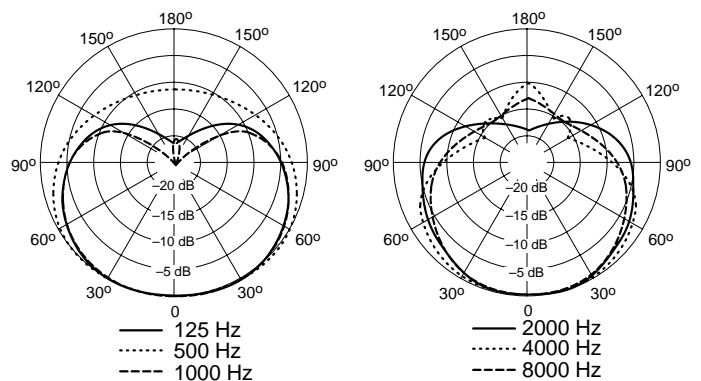 180º 180º
150º 150º 150º 150º
120º 120º 120º 120º
90º 90º 90º 90º
–20 dB –20 dB
–15 dB –15 dB
–10 dB –10 dB
–5 dB –5 dB
60º 60º 60º 60º
30º 30º 30º 30º
0 0
125 Hz 2000 Hz
500 Hz 4000 Hz
1000 Hz 8000 Hz